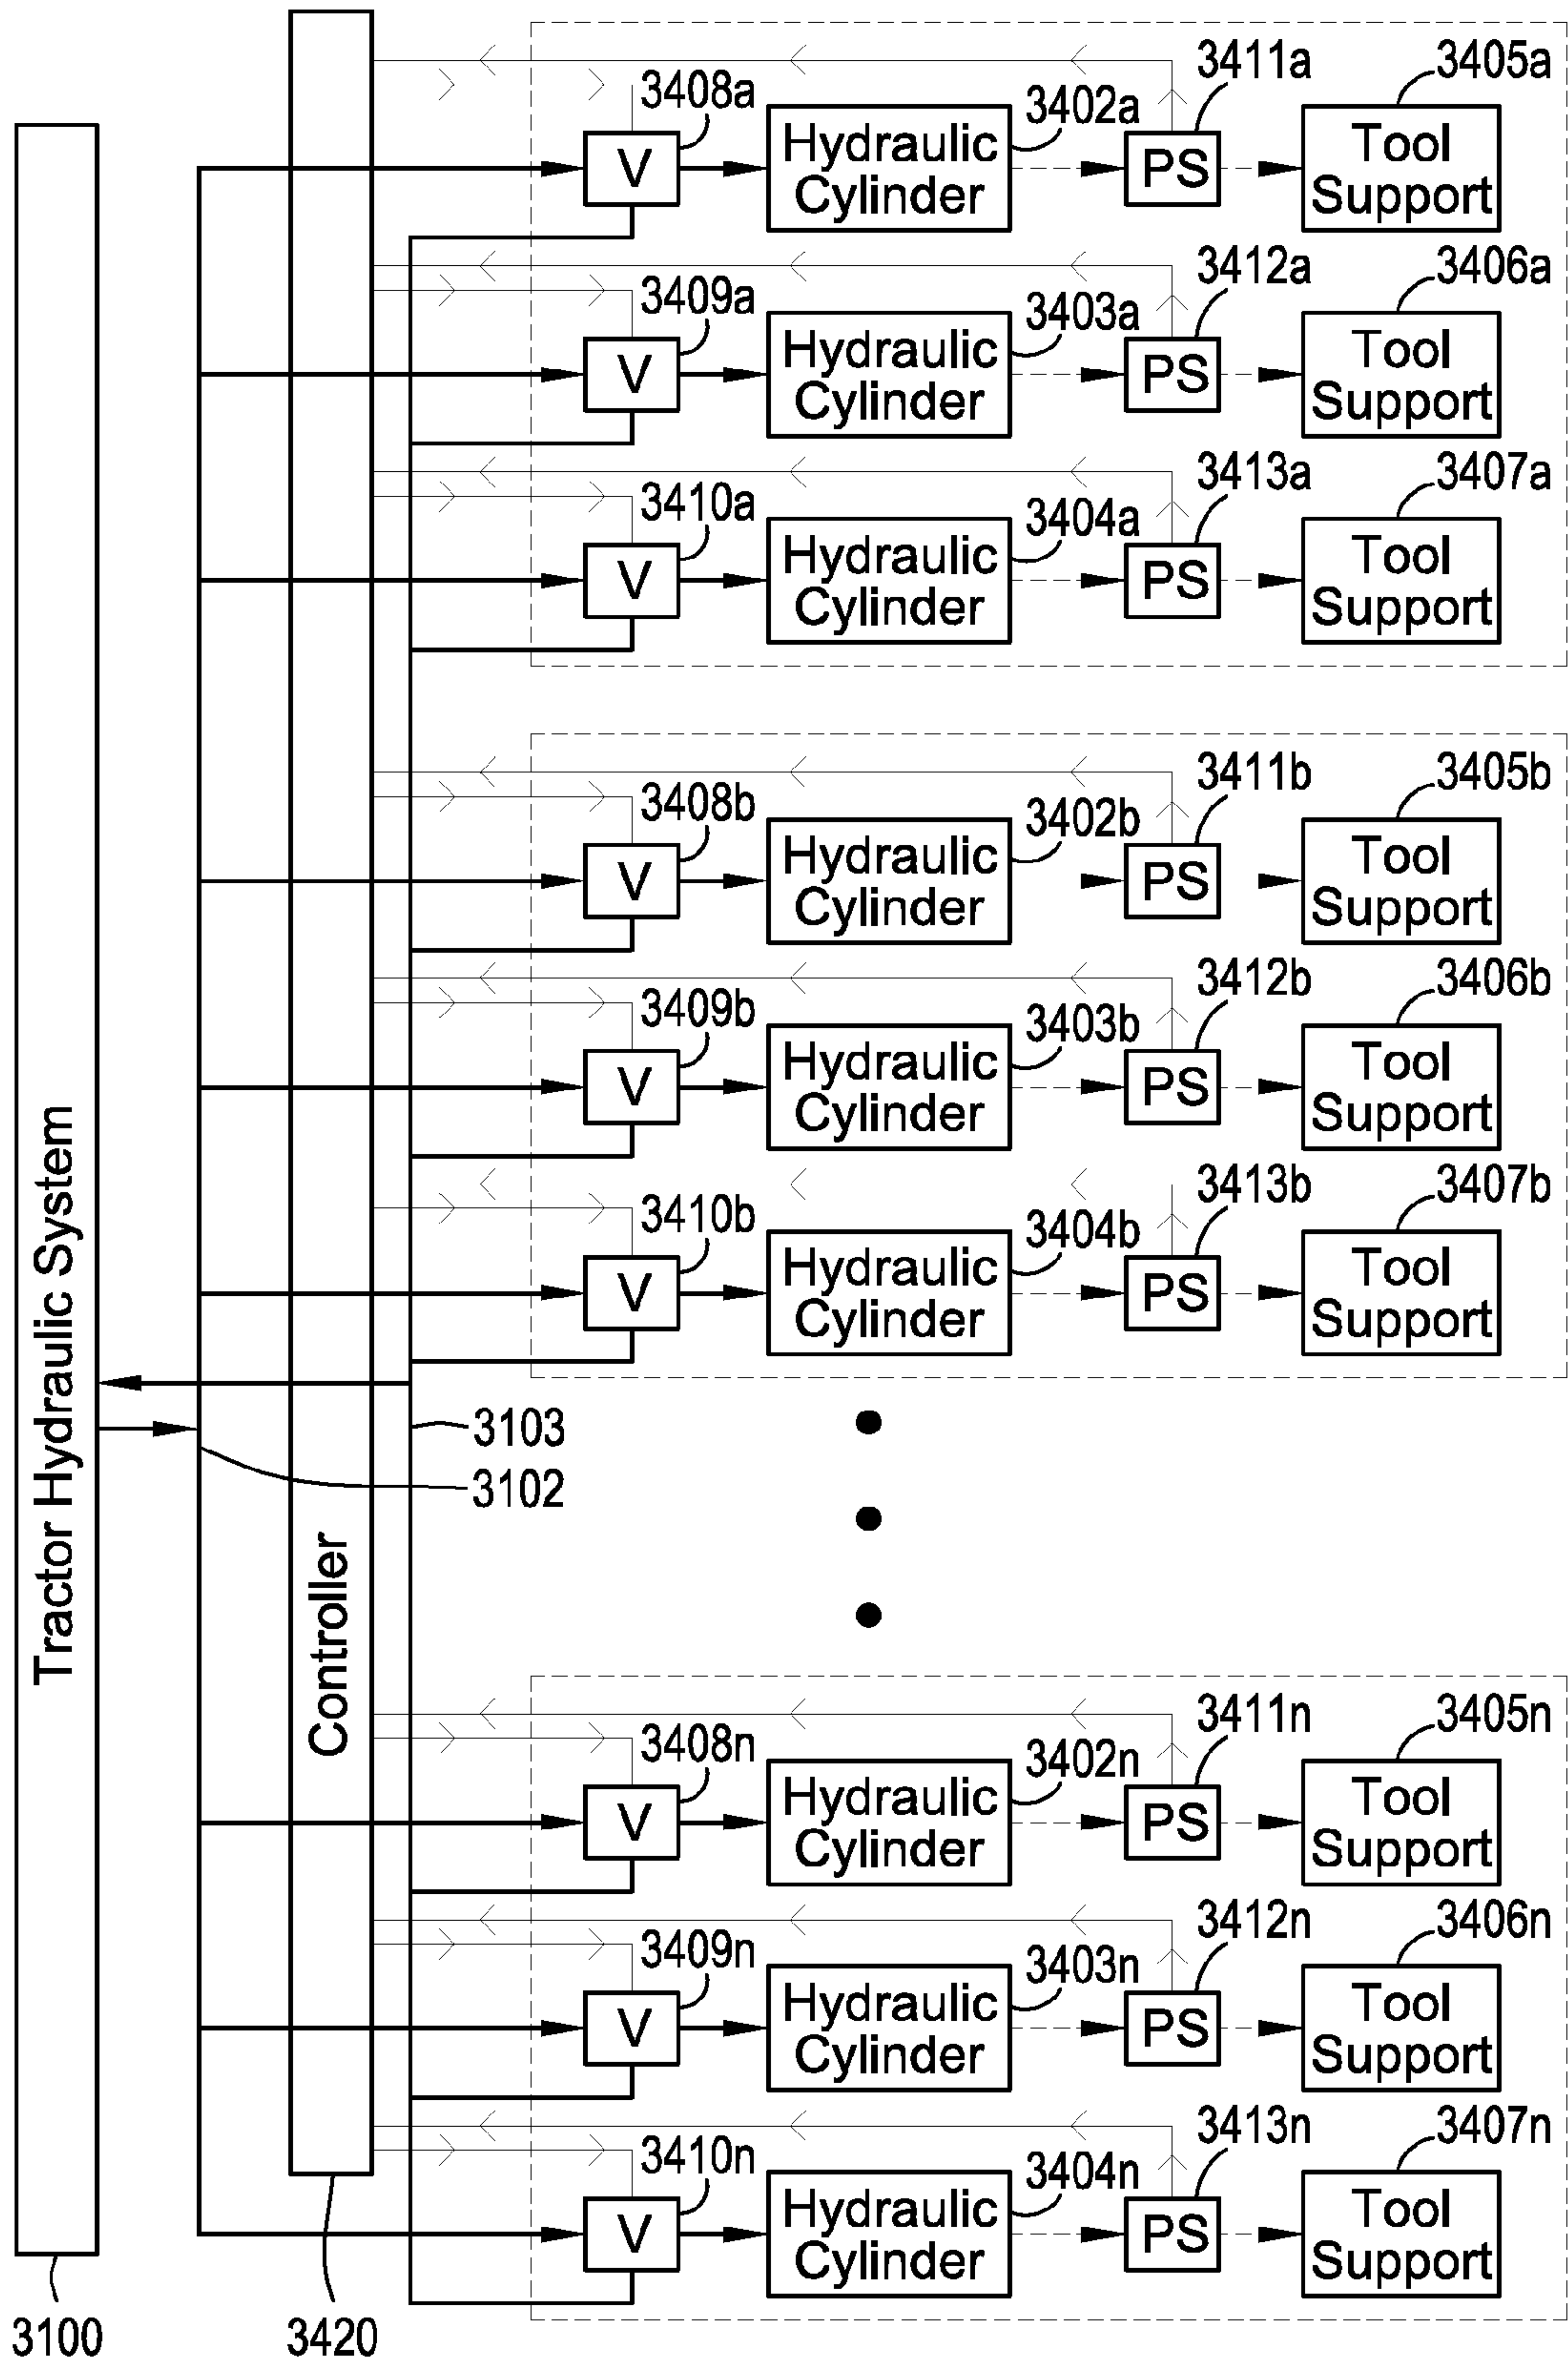 3411a
3405a
3408a
3402a
V
Hydraulic
Cylinder
PS
Tool
Support
3412a
3406a
3409a
3403a
V
Hydraulic
Cylinder
PS
Tool
Support
3413a
3407a
3410a
3404a
V
Hydraulic
Cylinder
PS
Tool
Support
3411b
3405b
3408b
3402b
V
Hydraulic
Cylinder
PS
Tool
Support
3412b
3406b
3409b
3403b
V
Hydraulic
Cylinder
PS
Tool
Support
3413b
3407b
3410b
3404b
V
Hydraulic
Cylinder
PS
Tool
Support
Tractor Hydraulic System
3103
3102
Controller
3411n
3405n
3408n
3402n
V
Hydraulic
Cylinder
PS
Tool
Support
3412n
3406n
3409n
3403n
V
Hydraulic
Cylinder
PS
Tool
Support
3413n
3407n
3410n
3404n
V
Hydraulic
Cylinder
PS
Tool
Support
3100
3420